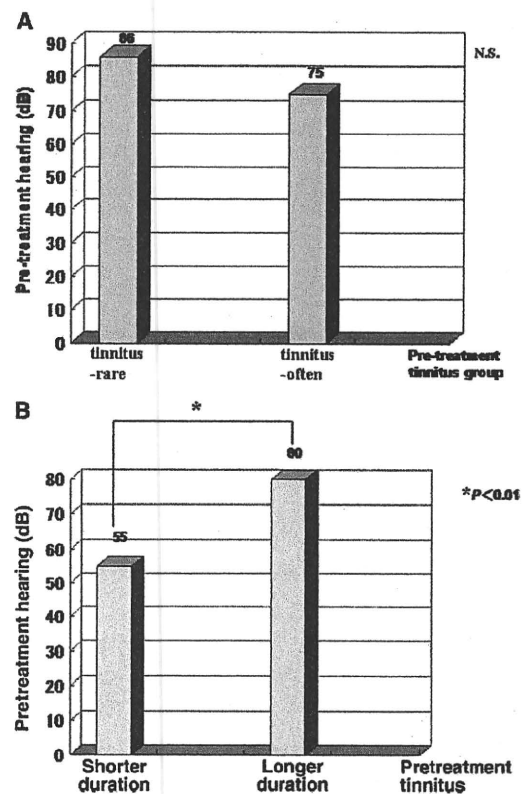 A
90
80
70
60
50
40
30
20
10
0
Pre-treatment hearing (dB)
86
75
N.S.
tinnitus
-rare
tinnitus
-often
Pre-treatment
tinnitus group
B
*
80
70
60
50
40
30
20
10
0
Pretreatment hearing (dB)
55
80
*P<0.01
Shorter
duration
Longer
duration
Pretreatment
tinnitus